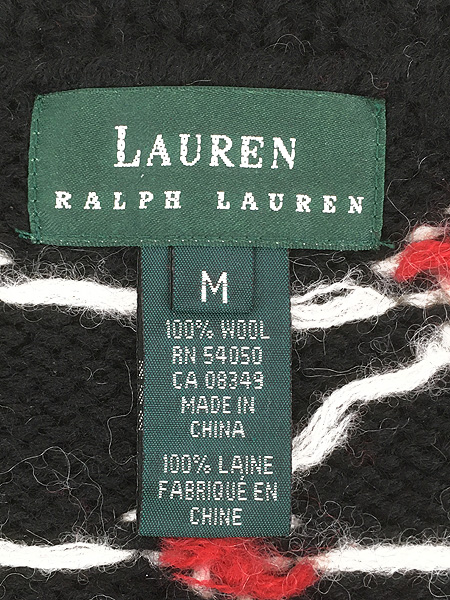 LAUREN
RALPH LAUREN
M
100% WOOL
RN 54050
CA 08349
MADE IN
CHINA
100% LAINE
FABRIQUÉ EN
CHINE